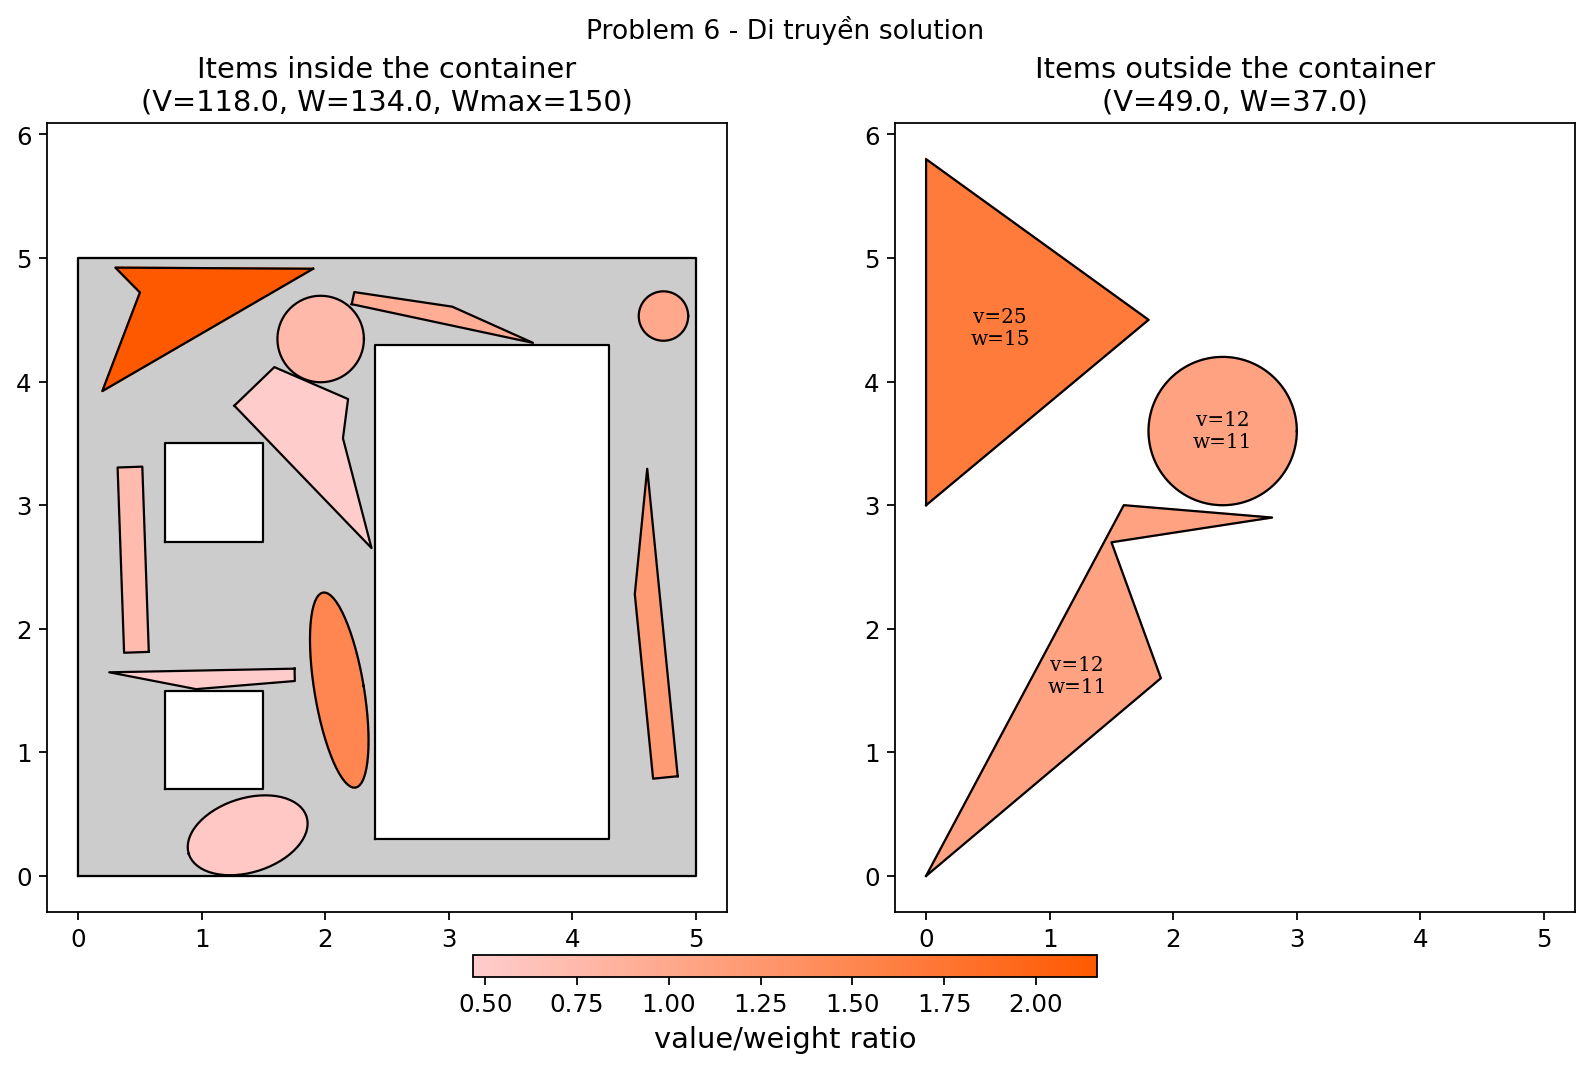 Problem 6 - Di truyền solution
Items inside the container
(V=118.0, W=134.0, Wmax=150)
6
5
4
3
2
1
0
0 1 2 3 4 5
Items outside the container
(V=49.0, W=37.0)
6
5
4
3
2
1
0
v=25
w=15
v=12
w=11
v=12
w=11
0 1 2 3 4 5
0.50 0.75 1.00 1.25 1.50 1.75 2.00
value/weight ratio